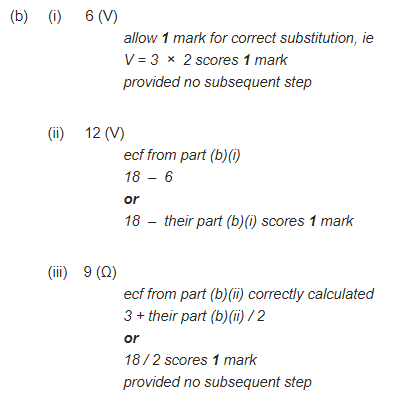 (b) (i) 6 (V)
allow 1 mark for correct substitution, ie
V = 3 × 2 scores 1 mark
provided no subsequent step
(ii) 12 (V)
ecf from part (b)(i)
18 – 6
or
18 – their part (b)(i) scores 1 mark
(iii) 9 (Ω)
ecf from part (b)(ii) correctly calculated
3 + their part (b)(ii) / 2
or
18 / 2 scores 1 mark
provided no subsequent step